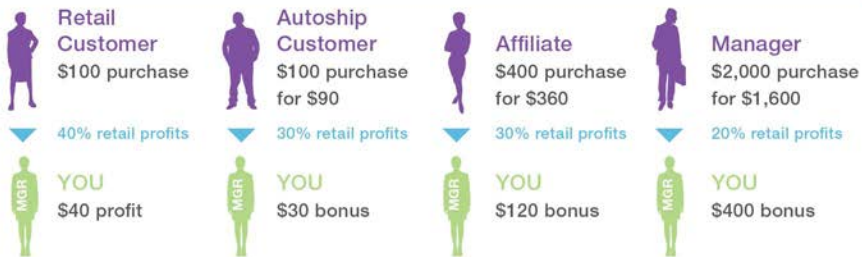 Retail
Customer
$100 purchase
40% retail profits
MGR
YOU
$40 profit
Autoship
Customer
$100 purchase
for $90
30% retail profits
MGR
YOU
$30 bonus
Affiliate
$400 purchase
for $360
30% retail profits
MGR
YOU
$120 bonus
Manager
$2,000 purchase
for $1,600
20% retail profits
MGR
YOU
$400 bonus